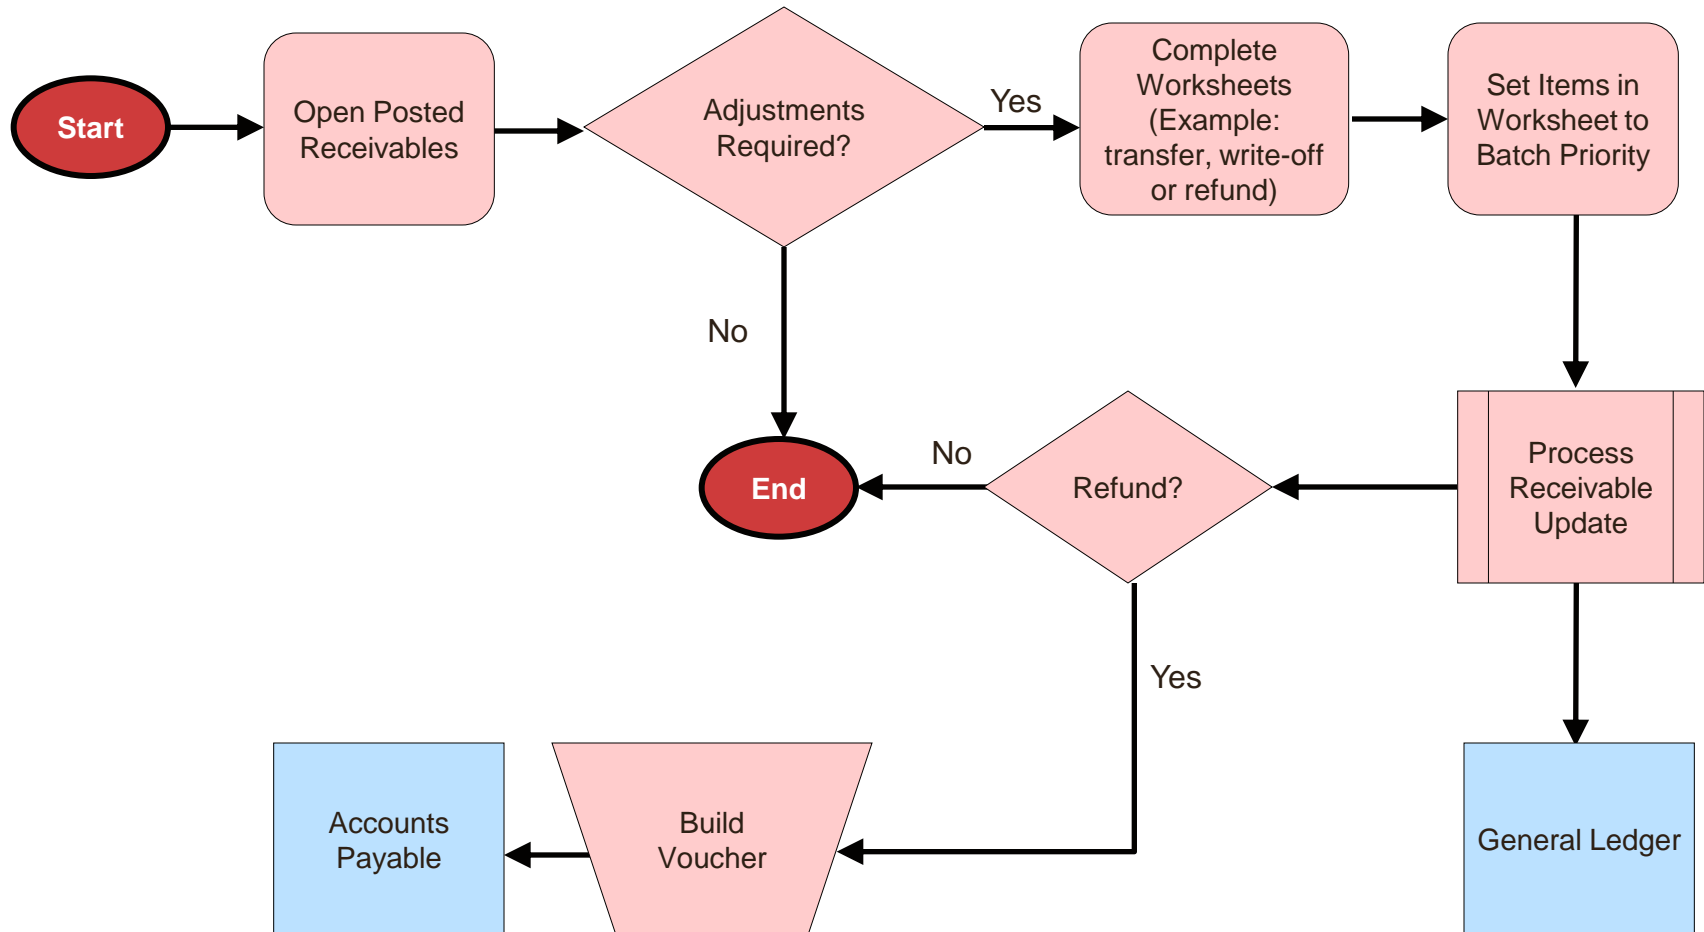 Start
Open Posted
Receivables
Adjustments
Required?
Yes
Complete
Worksheets
(Example:
transfer, write-off
or refund)
Set Items in
Worksheet to
Batch Priority
No
End
No
Refund?
Process
Receivable
Update
Yes
Accounts
Payable
Build
Voucher
General Ledger